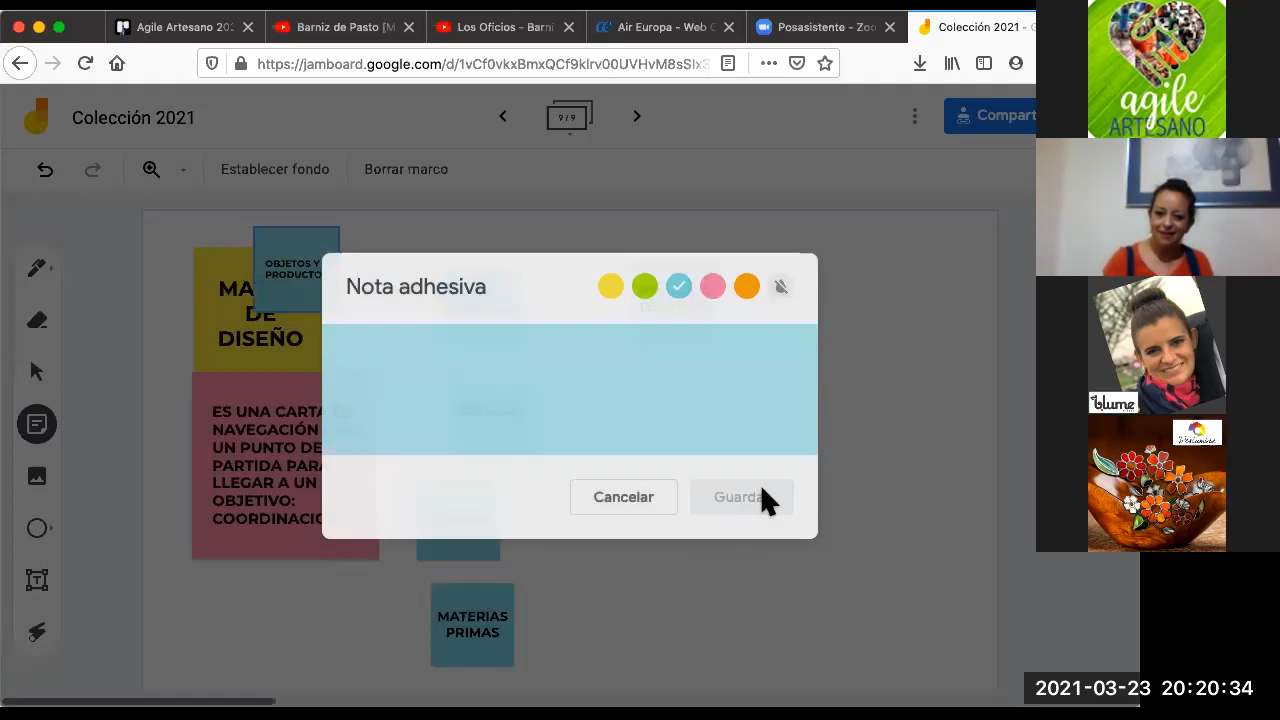 Agile Artesano 202
Barniz de Pasto [M
Los Oficios - Barni
Air Europa - Web C
Posasistente - Zoo
Colección 2021 - G
https://jamboard.google.com/d/
Colección 2021
9/9
Compart
Establecer fondo
Borrar marco
OBJETOS Y
PRODUCTO
MA
DE
DISEÑO
Nota adhesiva
ES UNA CARTA
NAVEGACIÓN
UN PUNTO DE
PARTIDA PARA
LLEGAR A UN
OBJETIVO:
COORDINACIO
Cancelar
Guarda
MATERIAS
PRIMAS
agile
ARTESANO
blume
Vestumbre
2021-03-23 20:20:34